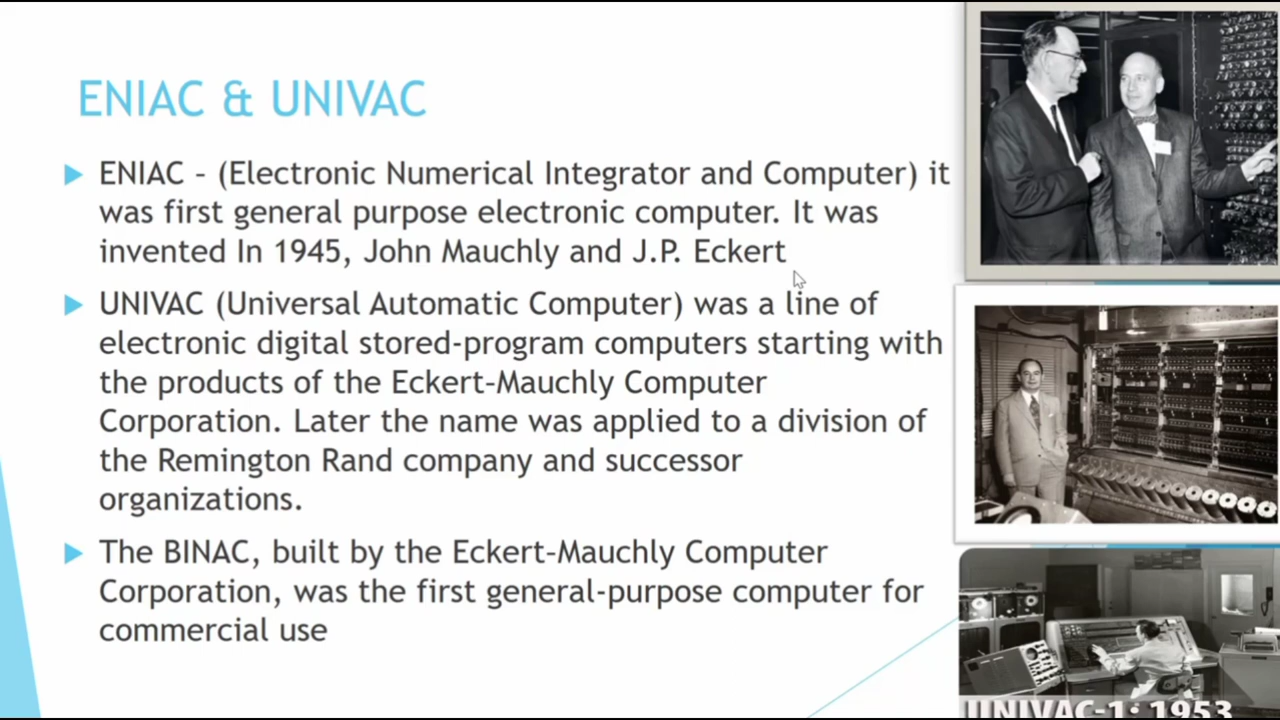 ENIAC & UNIVAC
ENIAC – (Electronic Numerical Integrator and Computer) it
was first general purpose electronic computer. It was
invented In 1945, John Mauchly and J.P. Eckert
UNIVAC (Universal Automatic Computer) was a line of
electronic digital stored-program computers starting with
the products of the Eckert–Mauchly Computer
Corporation. Later the name was applied to a division of
the Remington Rand company and successor
organizations.
The BINAC, built by the Eckert–Mauchly Computer
Corporation, was the first general-purpose computer for
commercial use
UNIVAC-1: 1953